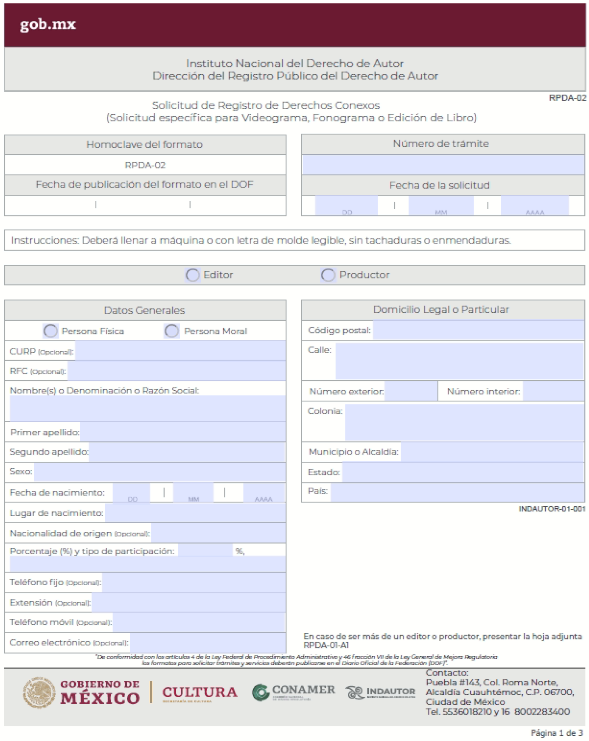 gob.mx
Instituto Nacional del Derecho de Autor
Dirección del Registro Público del Derecho de Autor
RPDA-02
Solicitud de Registro de Derechos Conexos
(Solicitud específica para Videograma, Fonograma o Edición de Libro)
Homoclave del formato
RPDA-02
Fecha de publicación del formato en el DOF
| |
Número de trámite
Fecha de la solicitud
DD | MM | AAAA
Instrucciones: Deberá llenar a máquina o con letra de molde legible, sin tachaduras o enmendaduras.
Editor Productor
Datos Generales
Persona Física Persona Moral
CURP (Opcional):
RFC (Opcional):
Nombre(s) o Denominación o Razón Social:
Primer apellido:
Segundo apellido:
Sexo:
Fecha de nacimiento: DD | MM | AAAA
Lugar de nacimiento:
Nacionalidad de origen (Opcional):
Porcentaje (%) y tipo de participación: %,
Teléfono fijo (Opcional):
Extensión (Opcional):
Teléfono móvil (Opcional):
Correo electrónico (Opcional):
Domicilio Legal o Particular
Código postal:
Calle:
Número exterior: Número interior:
Colonia:
Municipio o Alcaldía:
Estado:
País:
INDAUTOR-01-001
En caso de ser más de un editor o productor, presentar la hoja adjunta
RPDA-01-A1
"De conformidad con los artículos 4 de la Ley Federal de Procedimiento Administrativo y 46 fracción VII de la Ley General de Mejora Regulatoria
los formatos para solicitar trámites y servicios deberán publicarse en el Diario Oficial de la Federación (DOF)".
GOBIERNO DE
MÉXICO
CULTURA
SECRETARÍA DE CULTURA
CONAMER
INDAUTOR
Contacto:
Puebla #143, Col. Roma Norte,
Alcaldía Cuauhtémoc, C.P. 06700,
Ciudad de México
Tel. 5536018210 y 16 8002283400
Página 1 de 3